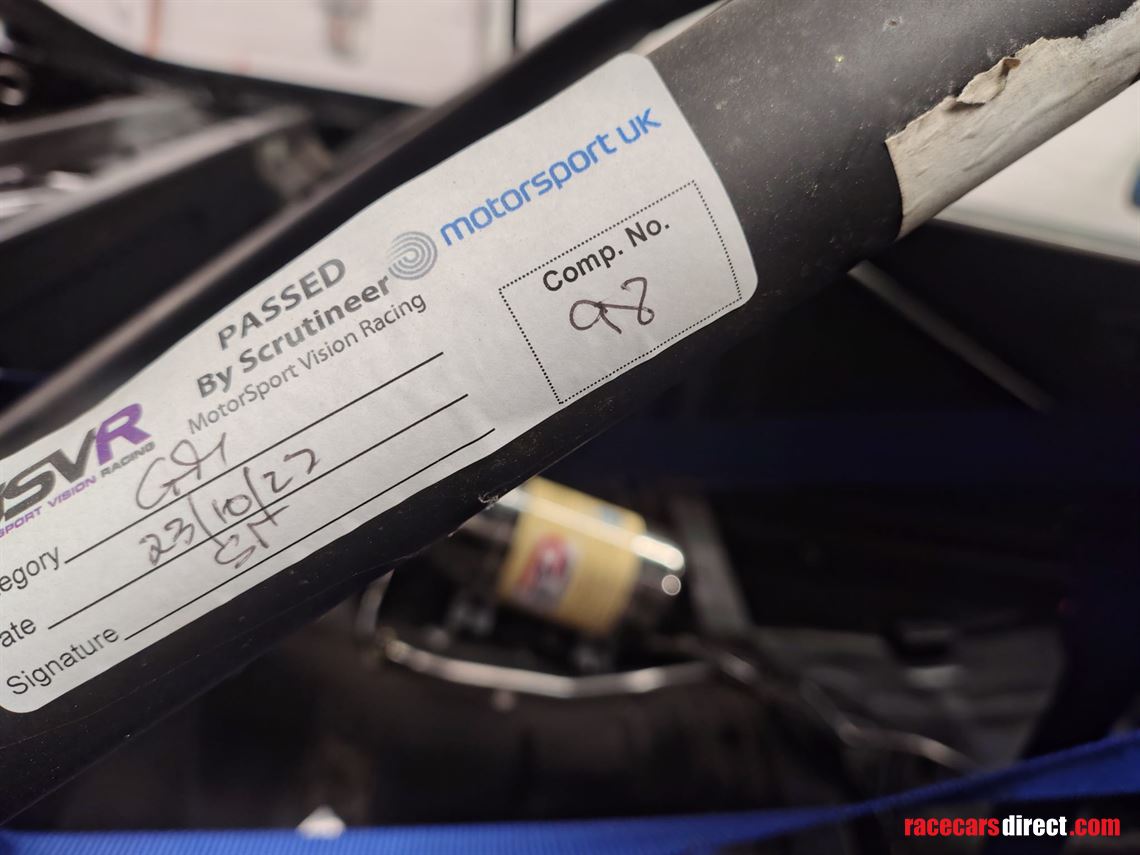 motorsport UK
PASSED
By Scrutineer
MotorSport Vision Racing
Comp. No.
98
SVR
SPORT VISION RACING
egory
ate 23/10/22
Signature
racecarsdirect.com